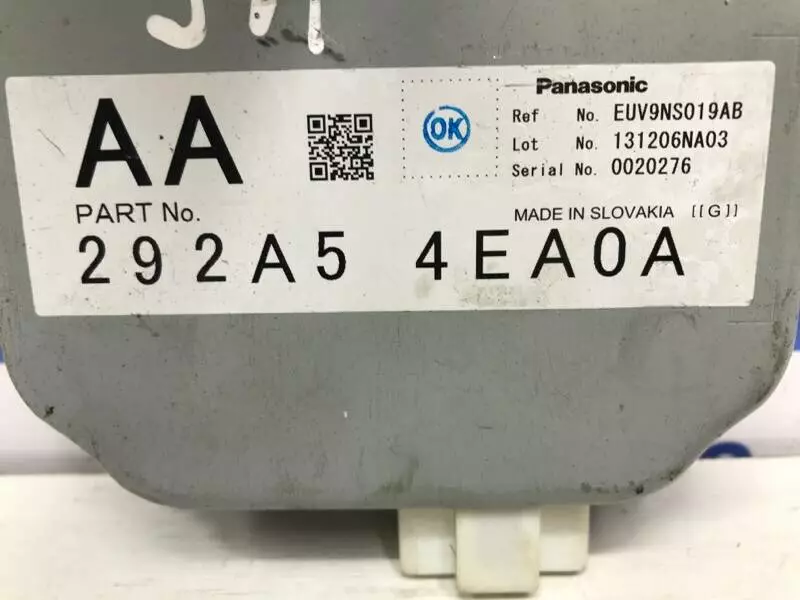 AA
OK
Panasonic
Ref No. EUV9NS019AB
Lot No. 131206NA03
Serial No. 0020276
PART No.
MADE IN SLOVAKIA [[G]]
292A5 4EA0A